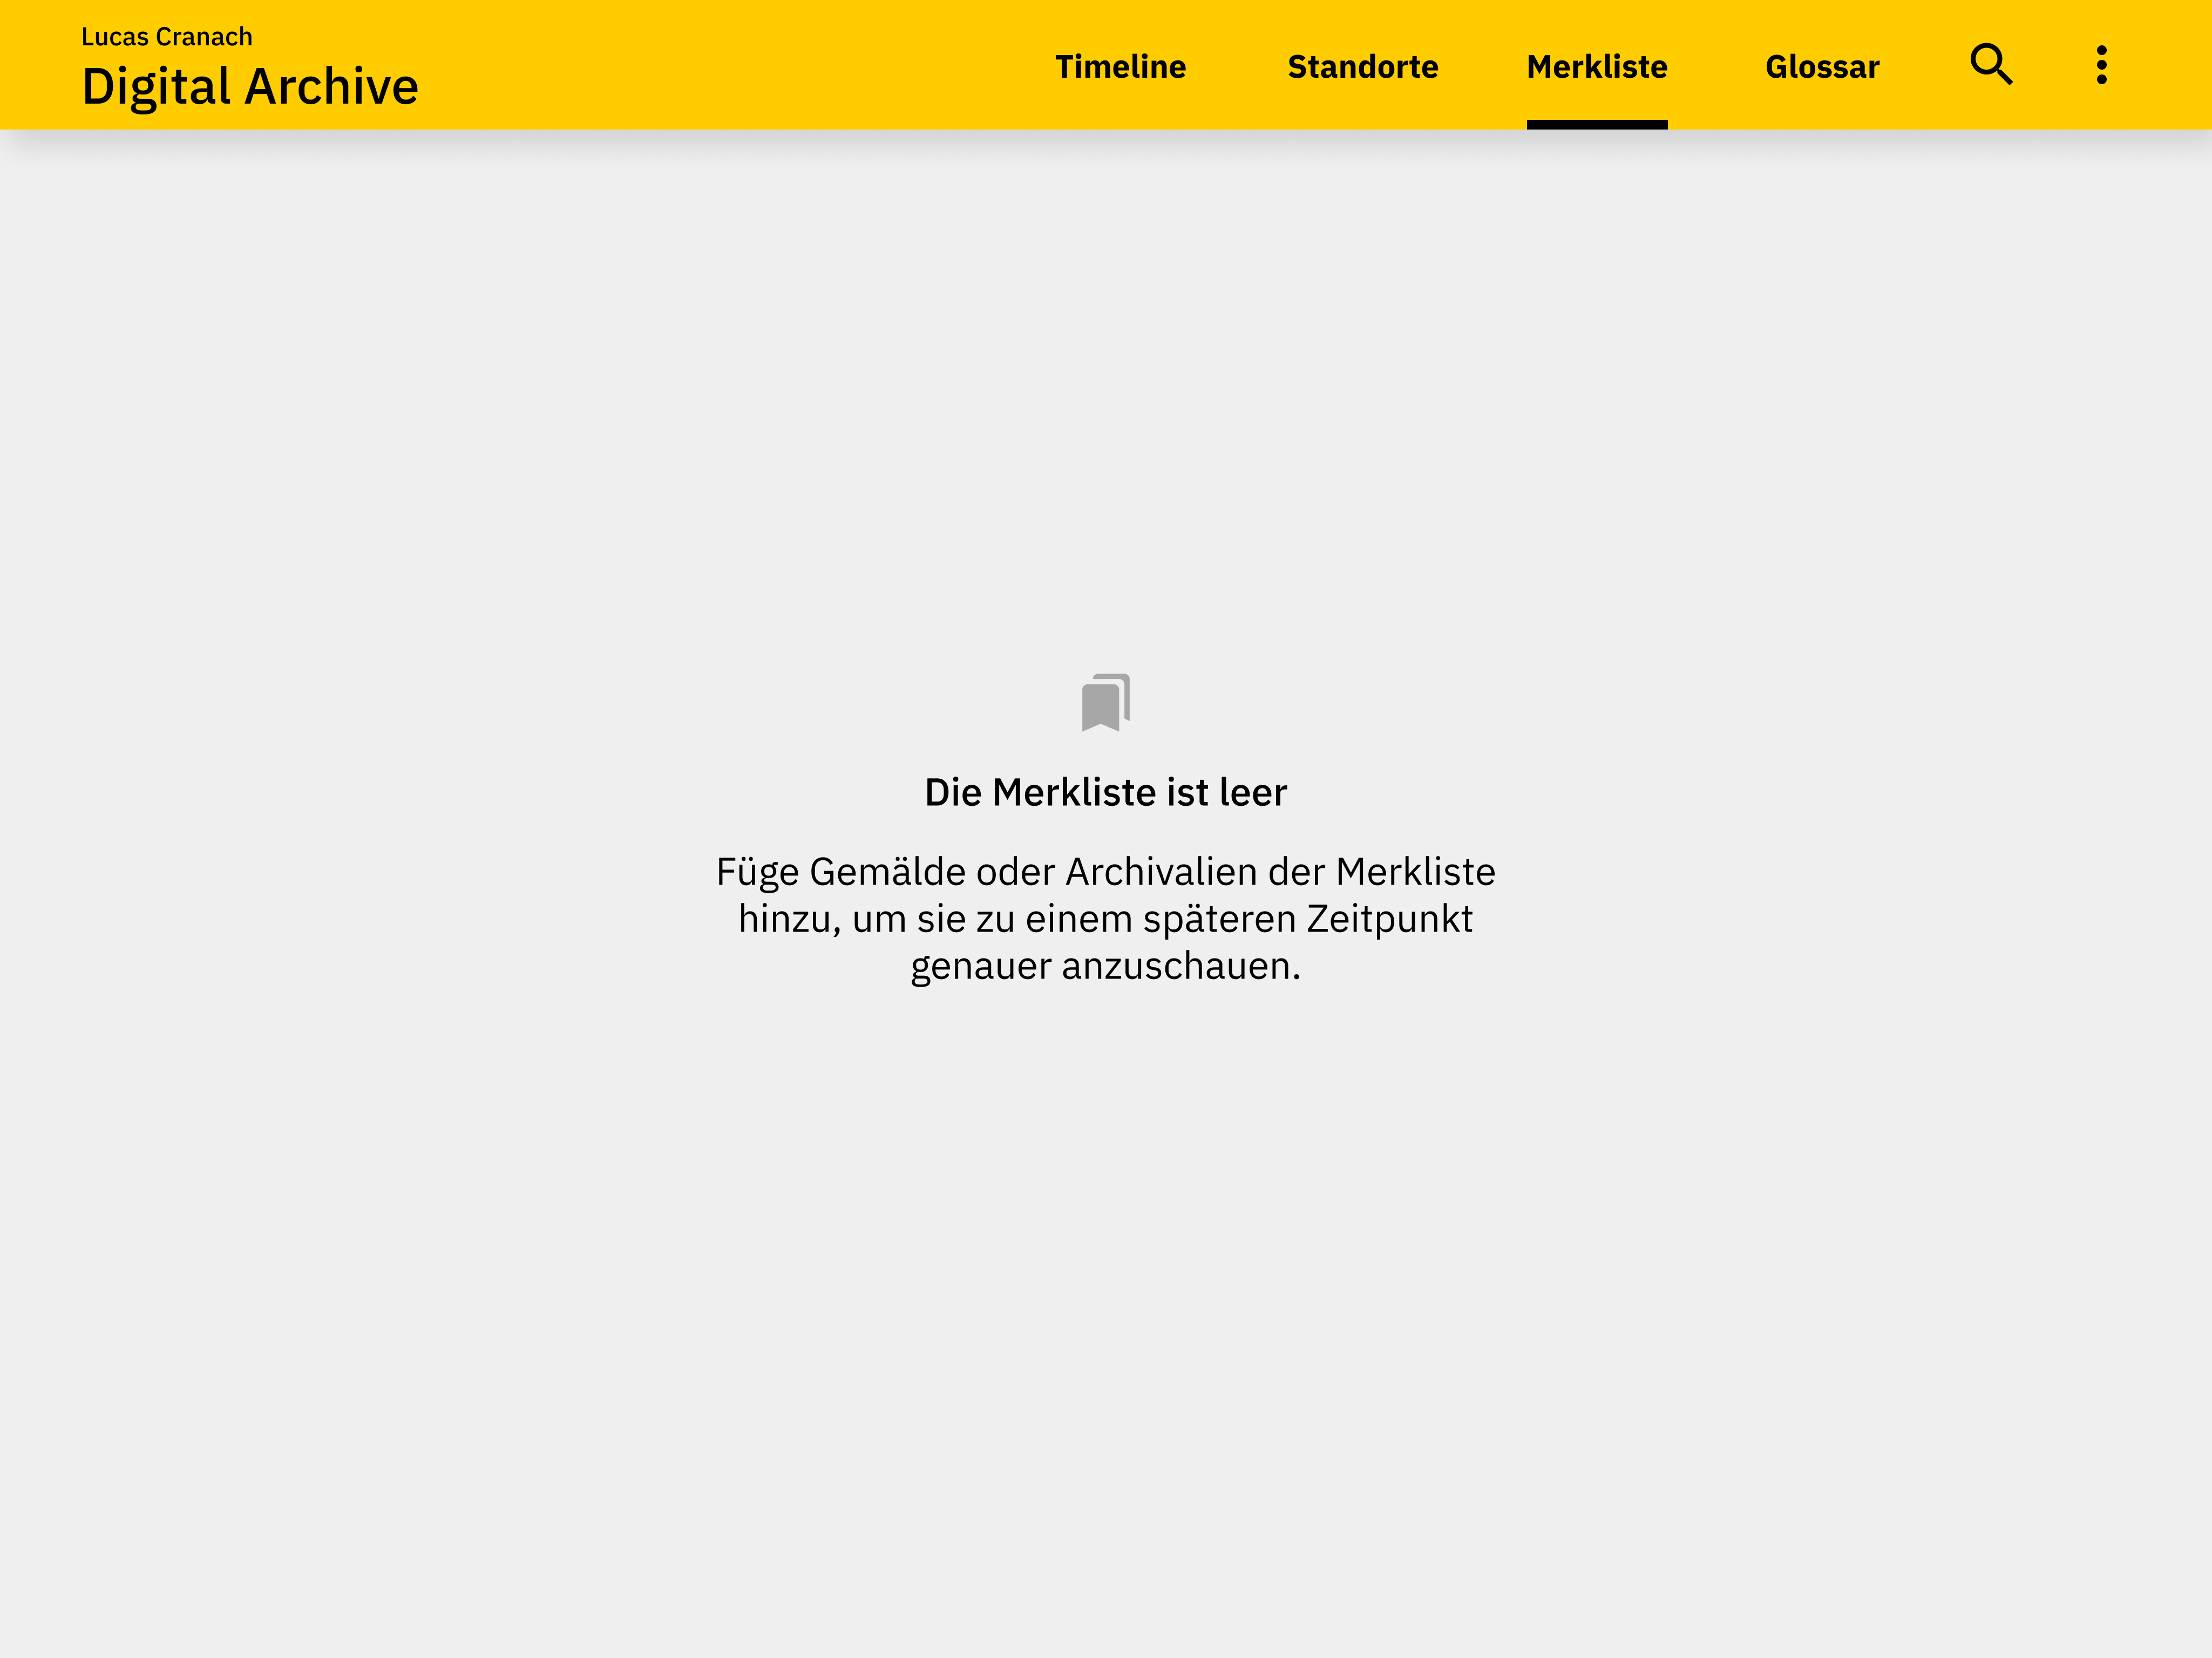 Lucas Cranach
Digital Archive
Timeline
Standorte
Merkliste
Glossar
Die Merkliste ist leer
Füge Gemälde oder Archivalien der Merkliste
hinzu, um sie zu einem späteren Zeitpunkt
genauer anzuschauen.